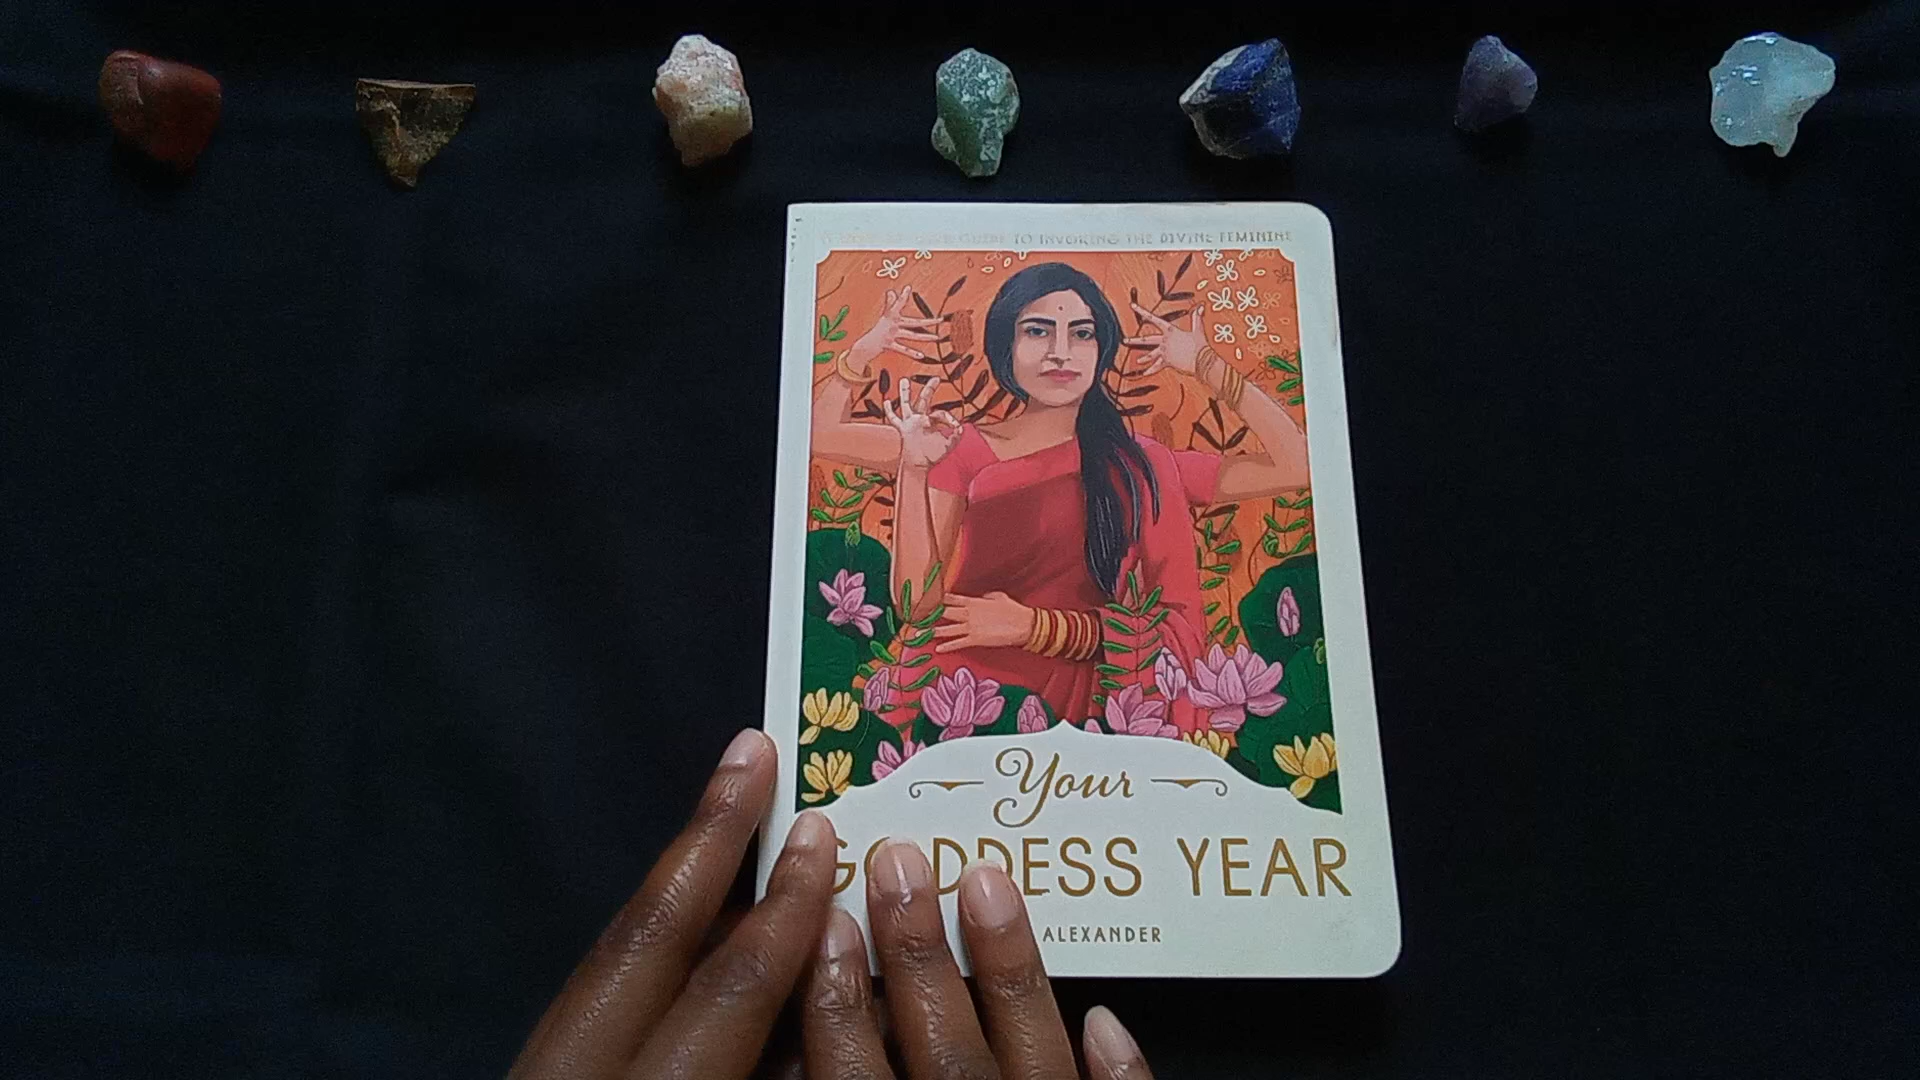 GUIDE TO INVOKING THE DIVINE FEMININE
Your
GODDESS YEAR
ALEXANDER